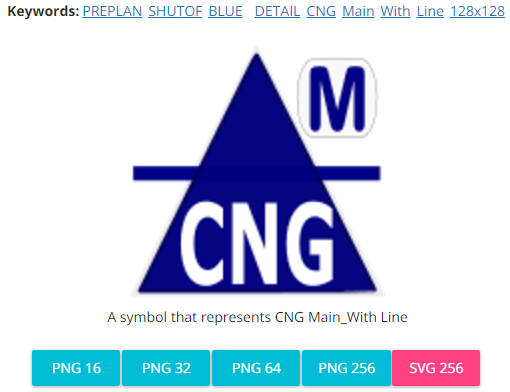 Keywords: PREPLAN SHUTOF BLUE DETAIL CNG Main With Line 128x128
M
CNG
A symbol that represents CNG Main_With Line
PNG 16 PNG 32 PNG 64 PNG 256 SVG 256